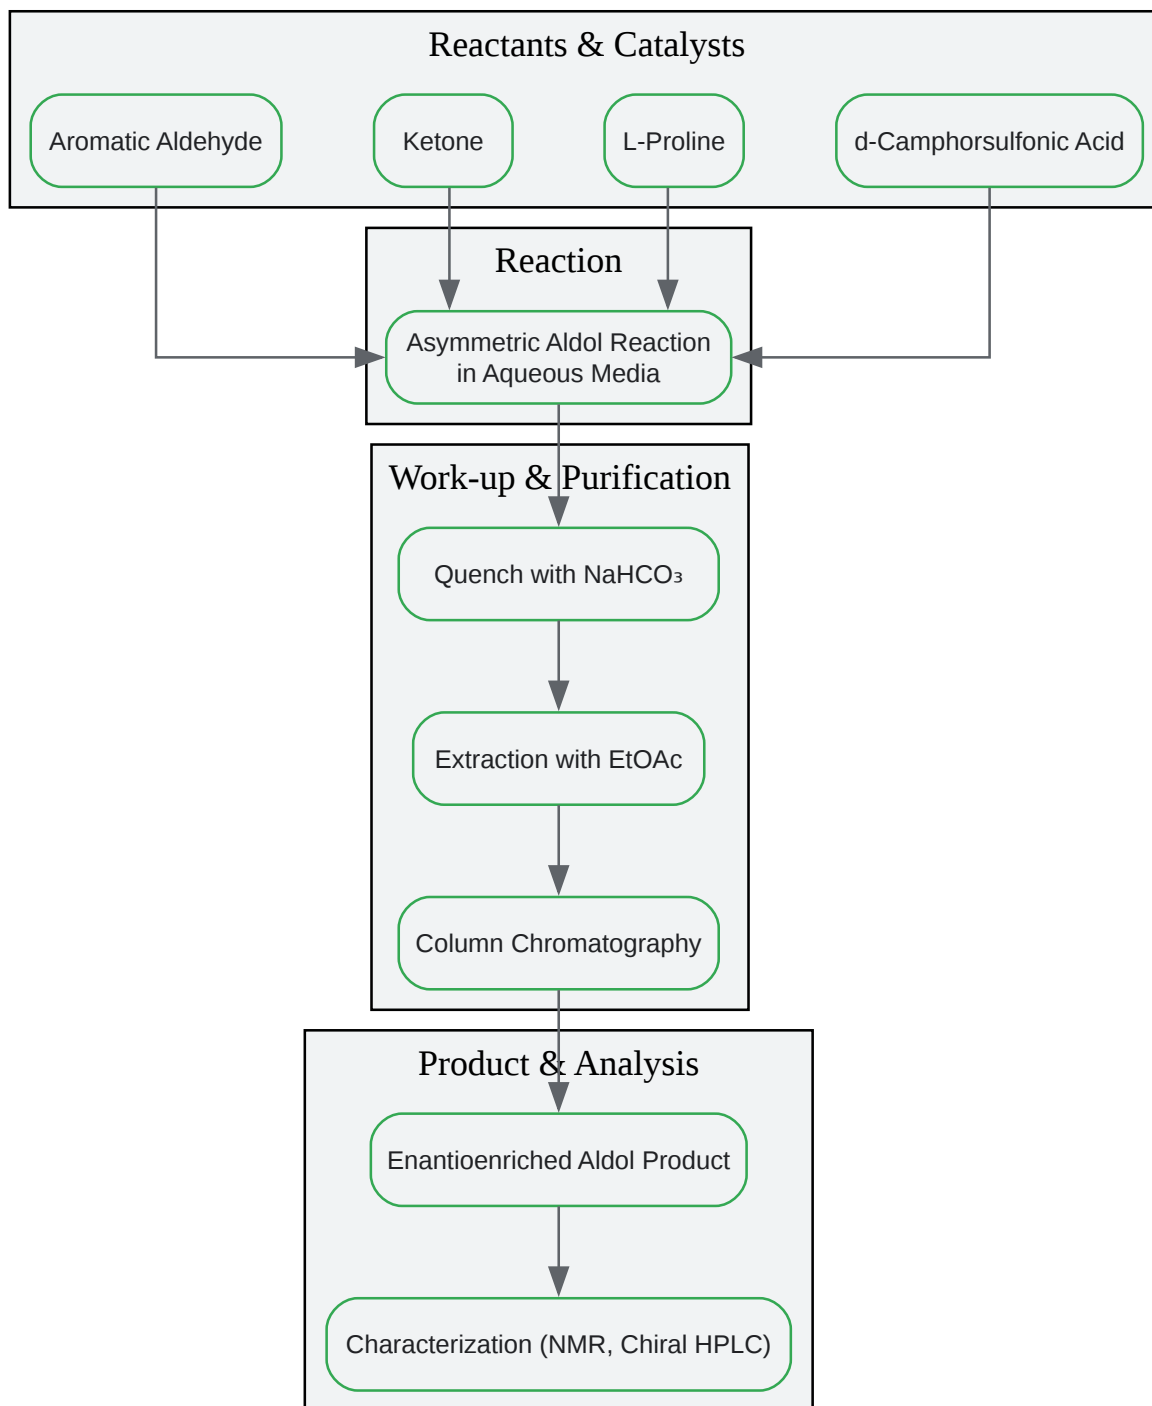 Reactants & Catalysts
Aromatic Aldehyde
Ketone
L-Proline
d-Camphorsulfonic Acid
Reaction
Asymmetric Aldol Reaction
in Aqueous Media
Work-up & Purification
Quench with NaHCO₃
Extraction with EtOAc
Column Chromatography
Product & Analysis
Enantioenriched Aldol Product
Characterization (NMR, Chiral HPLC)